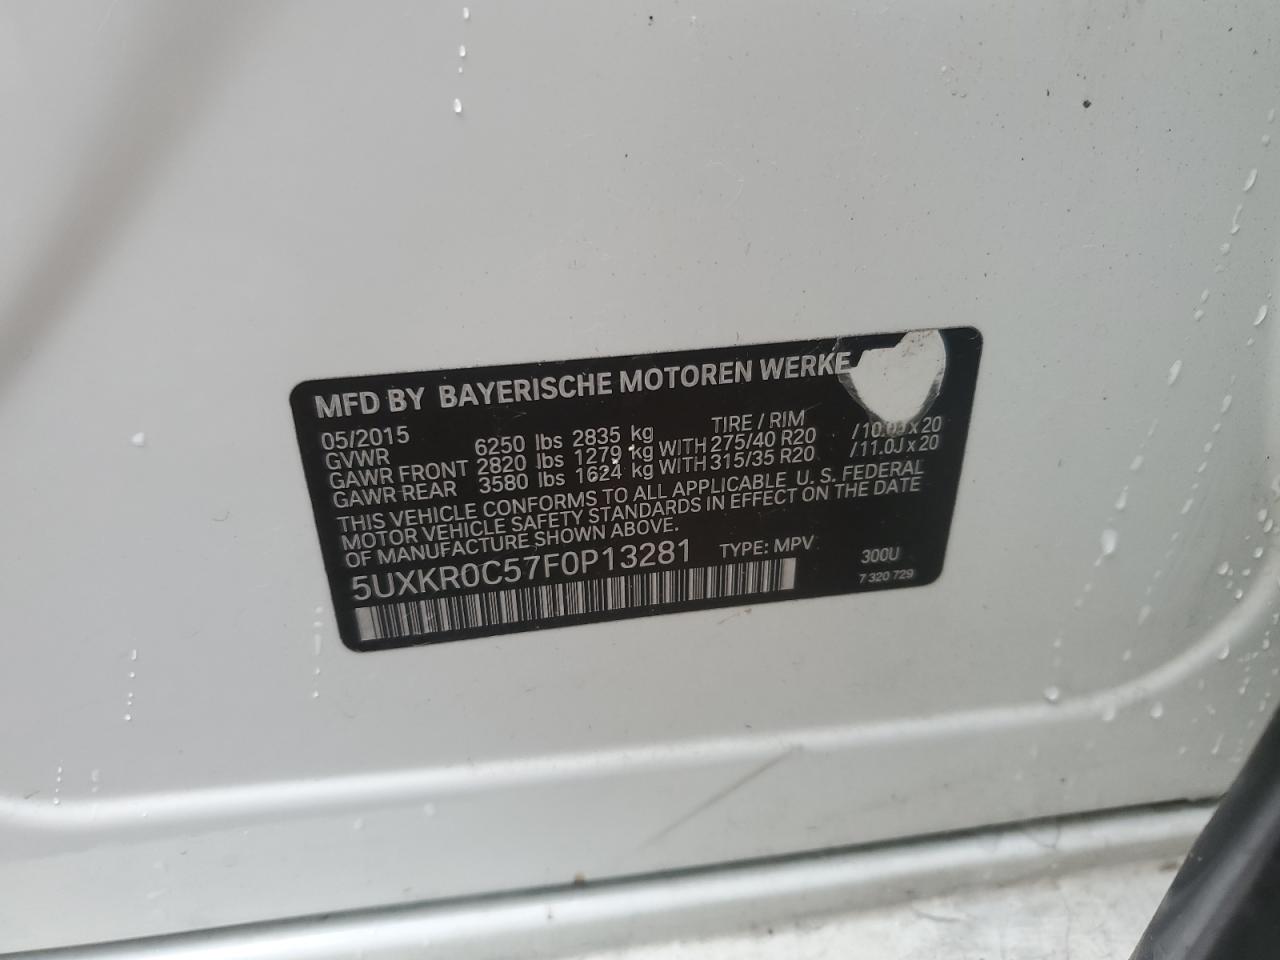 MFD BY BAYERISCHE MOTOREN WERKE
05/2015 TIRE / RIM
GVWR 6250 lbs 2835 kg
GAWR FRONT 2820 lbs 1279 kg WITH 275/40 R20 /10.0J x 20
GAWR REAR 3580 lbs 1624 kg WITH 315/35 R20 /11.0J x 20
THIS VEHICLE CONFORMS TO ALL APPLICABLE U. S. FEDERAL
MOTOR VEHICLE SAFETY STANDARDS IN EFFECT ON THE DATE
OF MANUFACTURE SHOWN ABOVE.
5UXKR0C57F0P13281 TYPE: MPV 300U
7 320 729